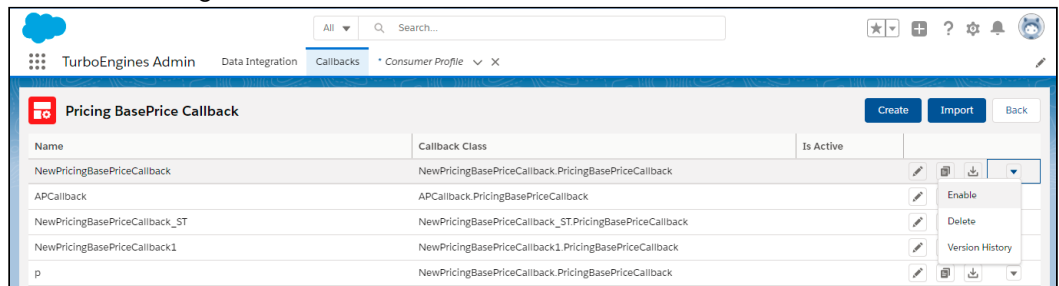 All Search...
TurboEngines Admin Data Integration Callbacks * Consumer Profile
Pricing BasePrice Callback Create Import Back
Name Callback Class Is Active
NewPricingBasePriceCallback NewPricingBasePriceCallback.PricingBasePriceCallback
APCallback APCallback.PricingBasePriceCallback Enable
NewPricingBasePriceCallback_ST NewPricingBasePriceCallback_ST.PricingBasePriceCallback Delete
NewPricingBasePriceCallback1 NewPricingBasePriceCallback1.PricingBasePriceCallback Version History
p NewPricingBasePriceCallback.PricingBasePriceCallback